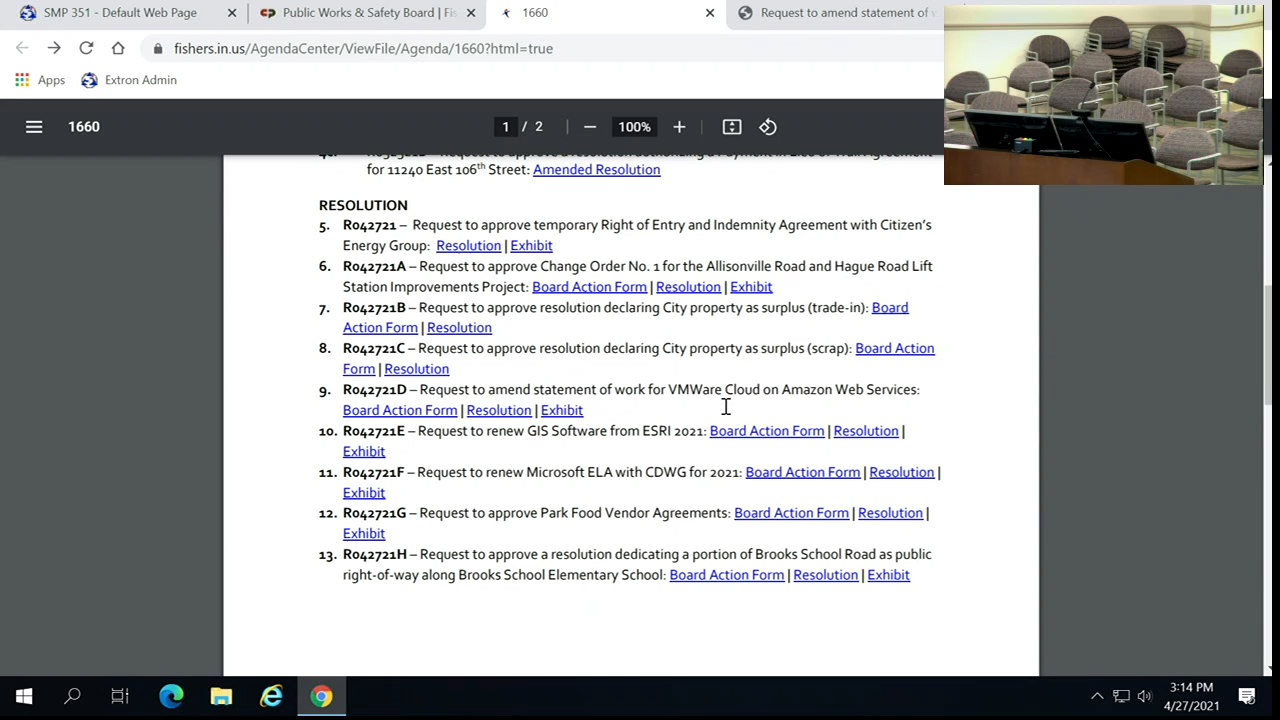 SMP 351 - Default Web Page
Public Works & Safety Board | Fis
1660
Request to amend statement of
fishers.in.us/AgendaCenter/ViewFile/Agenda/1660?html=true
Apps Extron Admin
1660
1 / 2
100%
for 11240 East 106th Street: Amended Resolution
RESOLUTION
5. R042721 – Request to approve temporary Right of Entry and Indemnity Agreement with Citizen's
Energy Group: Resolution | Exhibit
6. R042721A – Request to approve Change Order No. 1 for the Allisonville Road and Hague Road Lift
Station Improvements Project: Board Action Form | Resolution | Exhibit
7. R042721B – Request to approve resolution declaring City property as surplus (trade-in): Board
Action Form | Resolution
8. R042721C – Request to approve resolution declaring City property as surplus (scrap): Board Action
Form | Resolution
9. R042721D – Request to amend statement of work for VMWare Cloud on Amazon Web Services:
Board Action Form | Resolution | Exhibit
10. R042721E – Request to renew GIS Software from ESRI 2021: Board Action Form | Resolution |
Exhibit
11. R042721F – Request to renew Microsoft ELA with CDWG for 2021: Board Action Form | Resolution |
Exhibit
12. R042721G – Request to approve Park Food Vendor Agreements: Board Action Form | Resolution |
Exhibit
13. R042721H – Request to approve a resolution dedicating a portion of Brooks School Road as public
right-of-way along Brooks School Elementary School: Board Action Form | Resolution | Exhibit
3:14 PM
4/27/2021